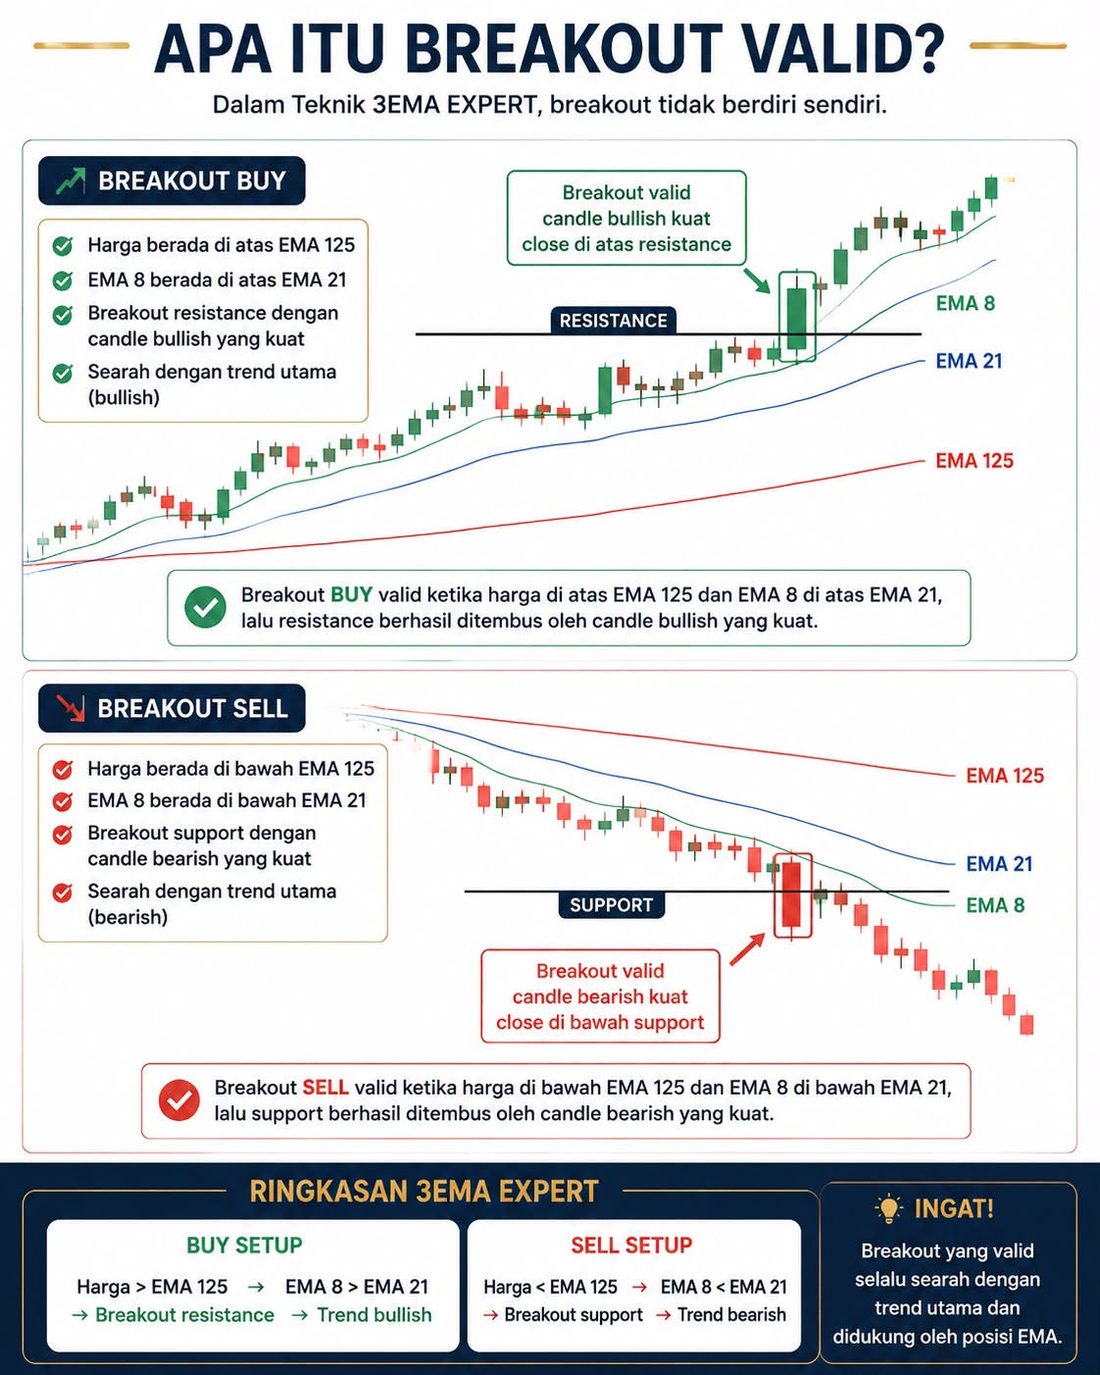 APA ITU BREAKOUT VALID?
Dalam Teknik 3EMA EXPERT, breakout tidak berdiri sendiri.
BREAKOUT BUY
Harga berada di atas EMA 125
EMA 8 berada di atas EMA 21
Breakout resistance dengan
candle bullish yang kuat
Searah dengan trend utama
(bullish)
Breakout valid
candle bullish kuat
close di atas resistance
RESISTANCE
EMA 8
EMA 21
EMA 125
Breakout BUY valid ketika harga di atas EMA 125 dan EMA 8 di atas EMA 21,
lalu resistance berhasil ditembus oleh candle bullish yang kuat.
BREAKOUT SELL
Harga berada di bawah EMA 125
EMA 8 berada di bawah EMA 21
Breakout support dengan
candle bearish yang kuat
Searah dengan trend utama
(bearish)
EMA 125
EMA 21
EMA 8
SUPPORT
Breakout valid
candle bearish kuat
close di bawah support
Breakout SELL valid ketika harga di bawah EMA 125 dan EMA 8 di bawah EMA 21,
lalu support berhasil ditembus oleh candle bearish yang kuat.
RINGKASAN 3EMA EXPERT
BUY SETUP
Harga > EMA 125 → EMA 8 > EMA 21
→ Breakout resistance → Trend bullish
SELL SETUP
Harga < EMA 125 → EMA 8 < EMA 21
→ Breakout support → Trend bearish
INGAT!
Breakout yang valid
selalu searah dengan
trend utama dan
didukung oleh posisi EMA.